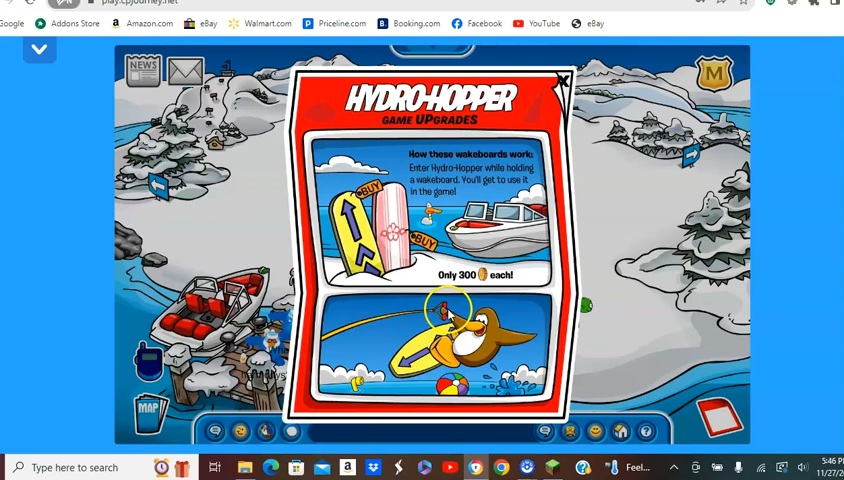 play.cpjourney.net
Google
Addons Store
Amazon.com
eBay
Walmart.com
Priceline.com
Booking.com
Facebook
YouTube
eBay
NEWS
M
HYDRO-HOPPER
GAME UPGRADES
How these wakeboards work:
Enter Hydro-Hopper while holding
a wakeboard. You'll get to use it
in the game!
BUY
BUY
Only 300 each!
MAP
Type here to search
Feel...
5:46 PM
11/27/2